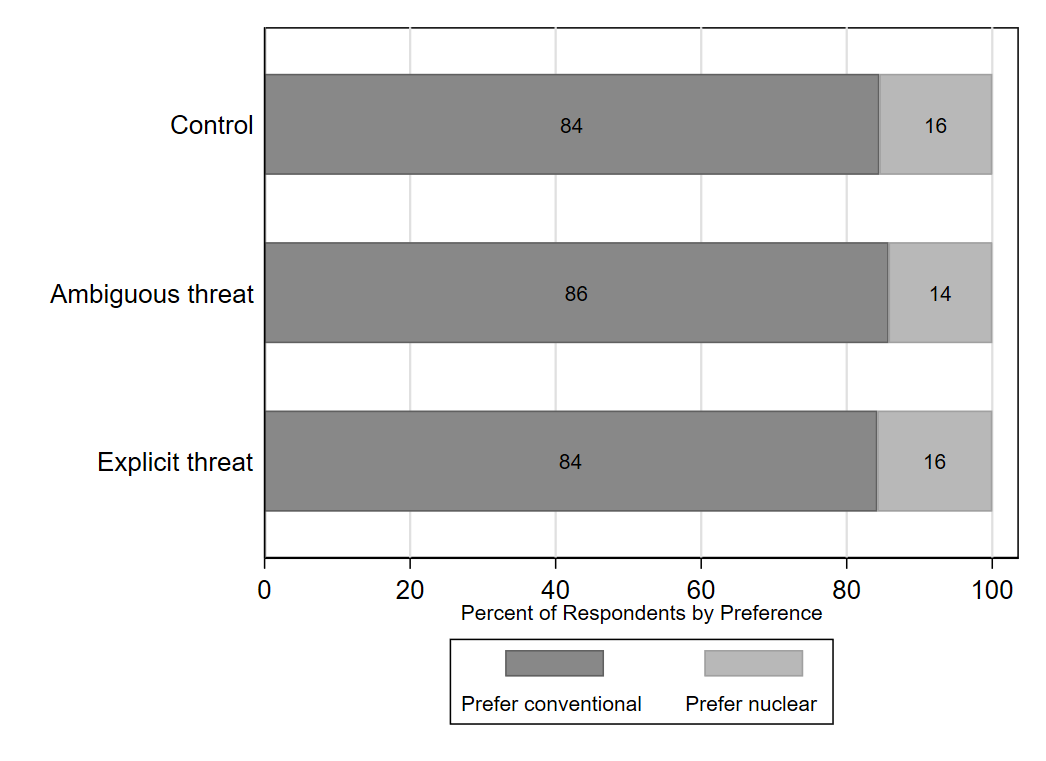 Control 84 16
Ambiguous threat 86 14
Explicit threat 84 16
0 20 40 60 80 100
Percent of Respondents by Preference
Prefer conventional Prefer nuclear